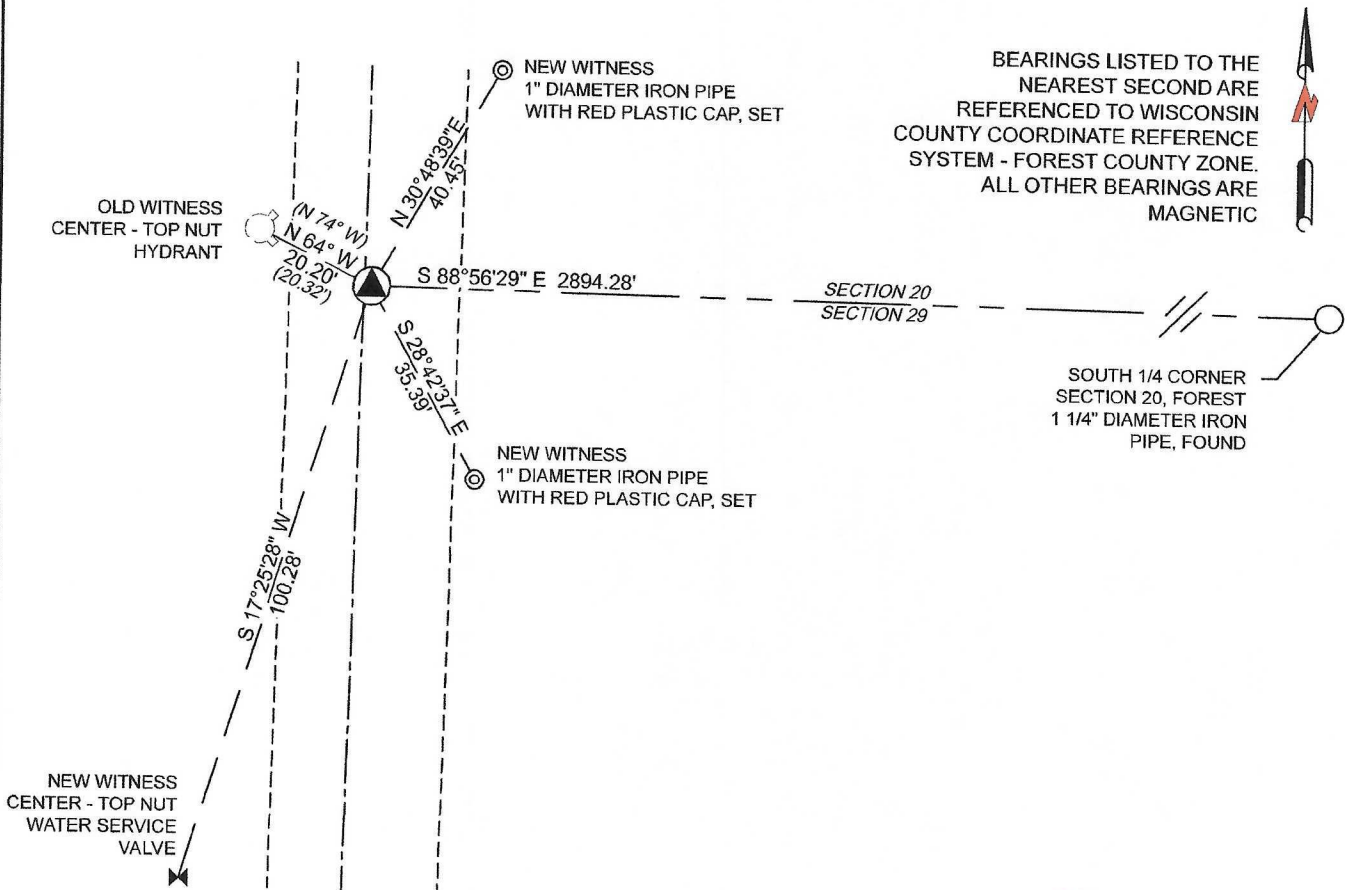 NEW WITNESS
1" DIAMETER IRON PIPE
WITH RED PLASTIC CAP, SET
BEARINGS LISTED TO THE
NEAREST SECOND ARE
REFERENCED TO WISCONSIN
COUNTY COORDINATE REFERENCE
SYSTEM - FOREST COUNTY ZONE.
ALL OTHER BEARINGS ARE
MAGNETIC
N
N 30°48'39"E
40.45'
OLD WITNESS
CENTER - TOP NUT
HYDRANT
(N 74° W)
N 64° W
20.20'
(20.32')
S 88°56'29" E 2894.28'
SECTION 20
SECTION 29
SOUTH 1/4 CORNER
SECTION 20, FOREST
1 1/4" DIAMETER IRON
PIPE, FOUND
S 28°42'37" E
35.39'
NEW WITNESS
1" DIAMETER IRON PIPE
WITH RED PLASTIC CAP, SET
S 17°25'28" W
100.28'
NEW WITNESS
CENTER - TOP NUT
WATER SERVICE
VALVE